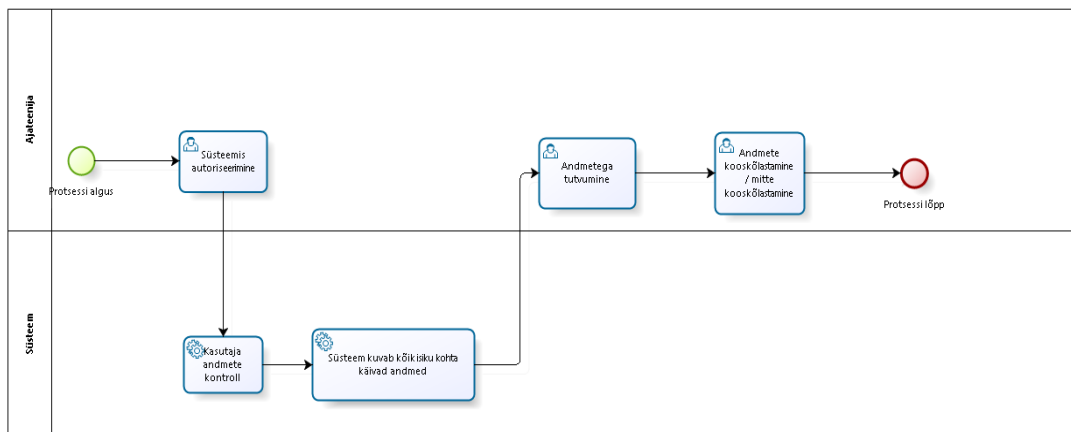 Ajateenija
Protsessi algus
Süsteemis
autoriseerimine
Andmetega
tutvumine
Andmete
kooskõlastamine
/ mitte
kooskõlastamine
Protsessi lõpp
Süsteem
Kasutaja
andmete
kontroll
Süsteem kuvab kõik isiku kohta
käivad andmed